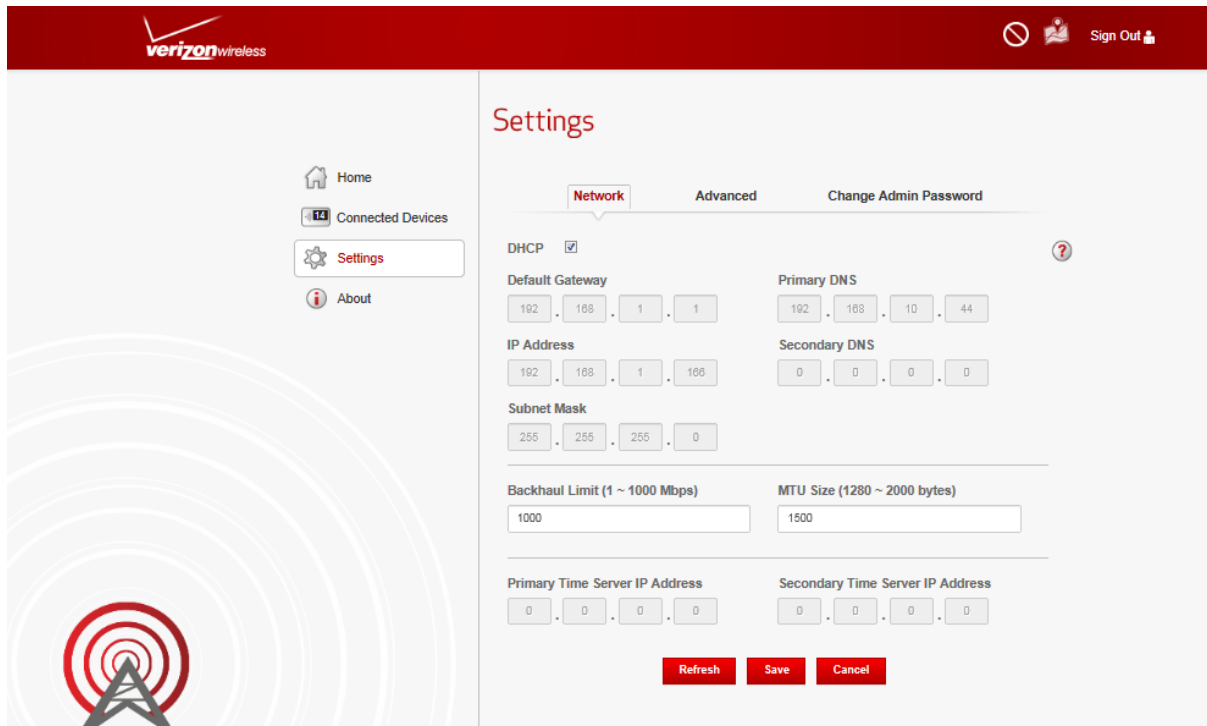 verizonwireless
Sign Out
Settings
Home
14 Connected Devices
Settings
About
Network Advanced Change Admin Password
DHCP
?
Default Gateway Primary DNS
192 . 168 . 1 . 1 192 . 168 . 10 . 44
IP Address Secondary DNS
192 . 168 . 1 . 166 0 . 0 . 0 . 0
Subnet Mask
255 . 255 . 255 . 0
Backhaul Limit (1 ~ 1000 Mbps) MTU Size (1280 ~ 2000 bytes)
1000 1500
Primary Time Server IP Address Secondary Time Server IP Address
0 . 0 . 0 . 0 0 . 0 . 0 . 0
Refresh Save Cancel